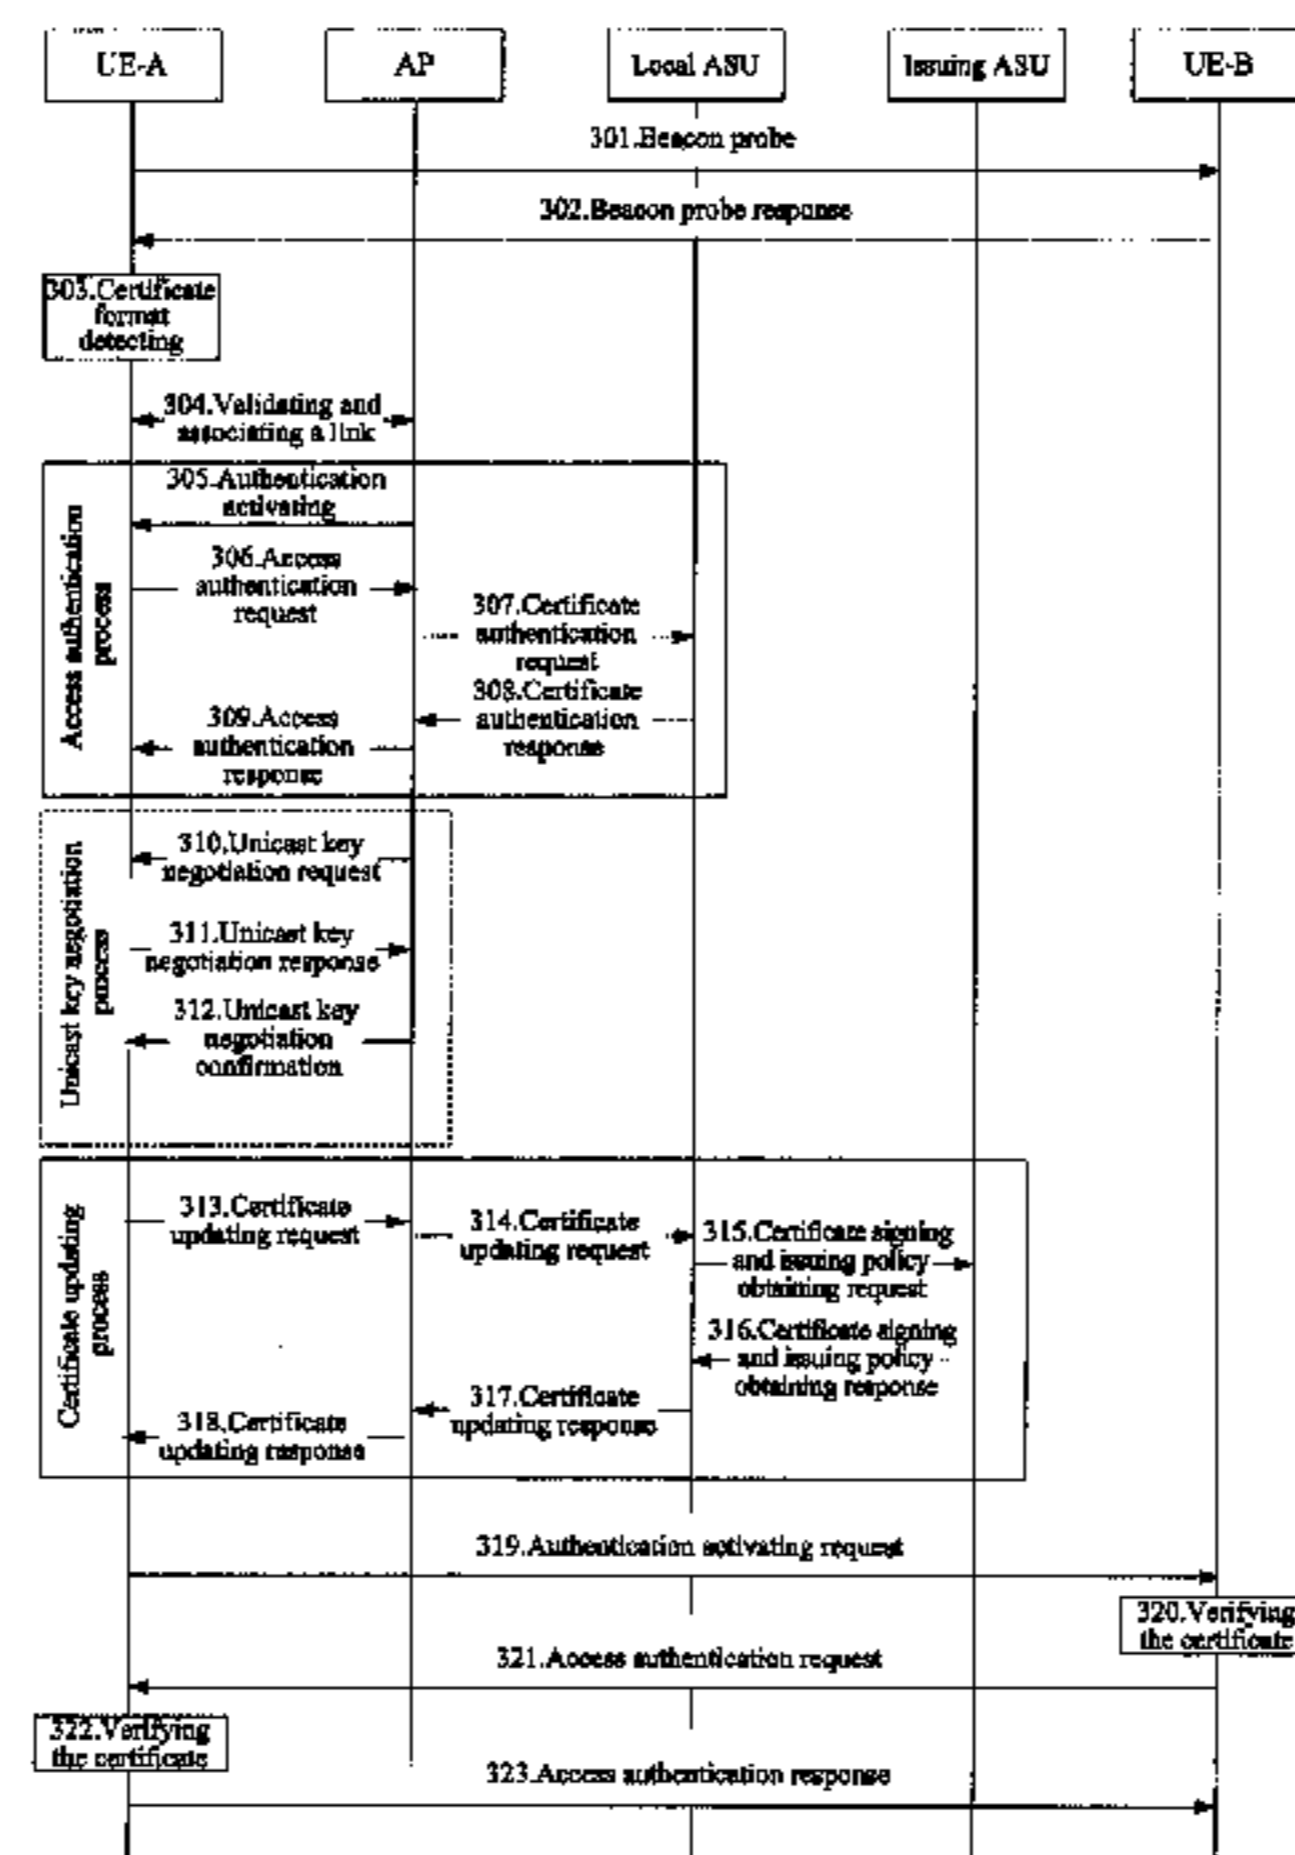 UE-A
AP
Local ASU
Issuing ASU
UE-B
301.Beacon probe
302.Beacon probe response
303.Certificate
format
detecting
304.Validating and
associating a link
Access authentication
process
305.Authentication
activating
306.Access
authentication
request
307.Certificate
authentication
request
308.Certificate
authentication
response
309.Access
authentication
response
Unicast key negotiation
process
310.Unicast key
negotiation request
311.Unicast key
negotiation response
312.Unicast key
negotiation
confirmation
Certificate updating
process
313.Certificate
updating request
314.Certificate
updating request
315.Certificate signing
and issuing policy
obtaining request
316.Certificate signing
and issuing policy
obtaining response
317.Certificate
updating response
318.Certificate
updating response
319.Authentication activating request
320.Verifying
the certificate
321.Access authentication request
322.Verifying
the certificate
323.Access authentication response